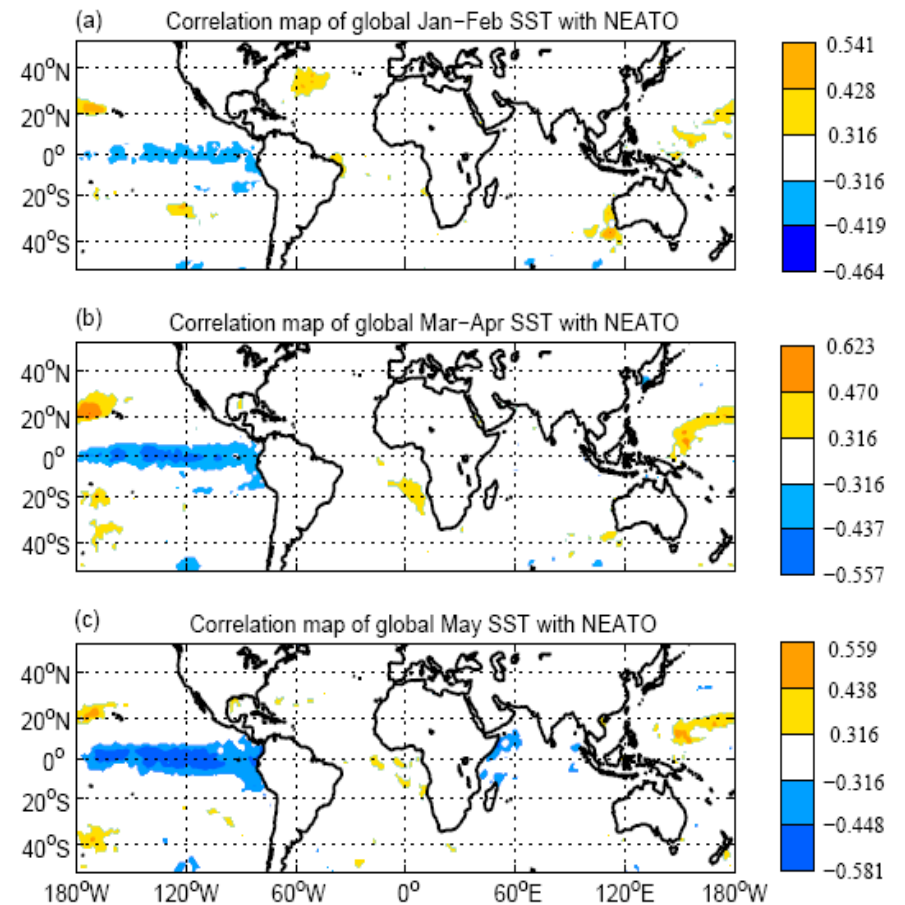 (a)
Correlation map of global Jan−Feb SST with NEATO
40°N
20°N
0°
20°S
40°S
0.541
0.428
0.316
−0.316
−0.419
−0.464
(b)
Correlation map of global Mar−Apr SST with NEATO
40°N
20°N
0°
20°S
40°S
0.623
0.470
0.316
−0.316
−0.437
−0.557
(c)
Correlation map of global May SST with NEATO
40°N
20°N
0°
20°S
40°S
0.559
0.438
0.316
−0.316
−0.448
−0.581
180°W 120°W 60°W 0° 60°E 120°E 180°W